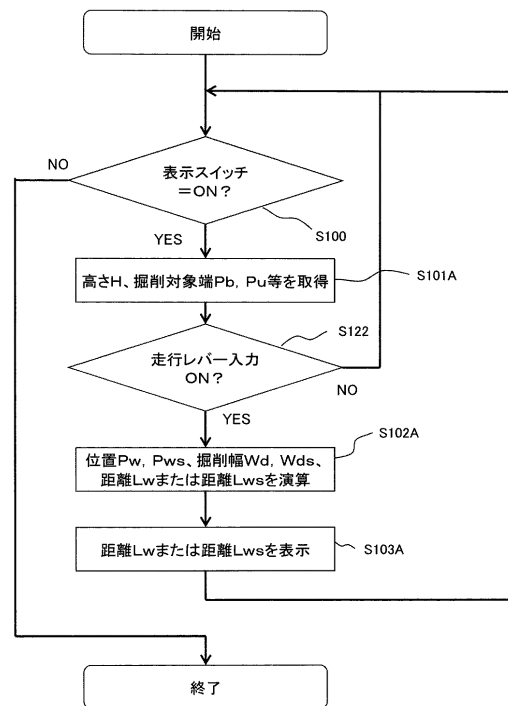 開始
NO
表示スイッチ
=ON?
S100
YES
高さH、掘削対象端Pb, Pu等を取得
S101A
S122
走行レバー入力
ON?
NO
YES
S102A
位置Pw, Pws、掘削幅Wd, Wds、
距離Lwまたは距離Lwsを演算
距離Lwまたは距離Lwsを表示
S103A
終了